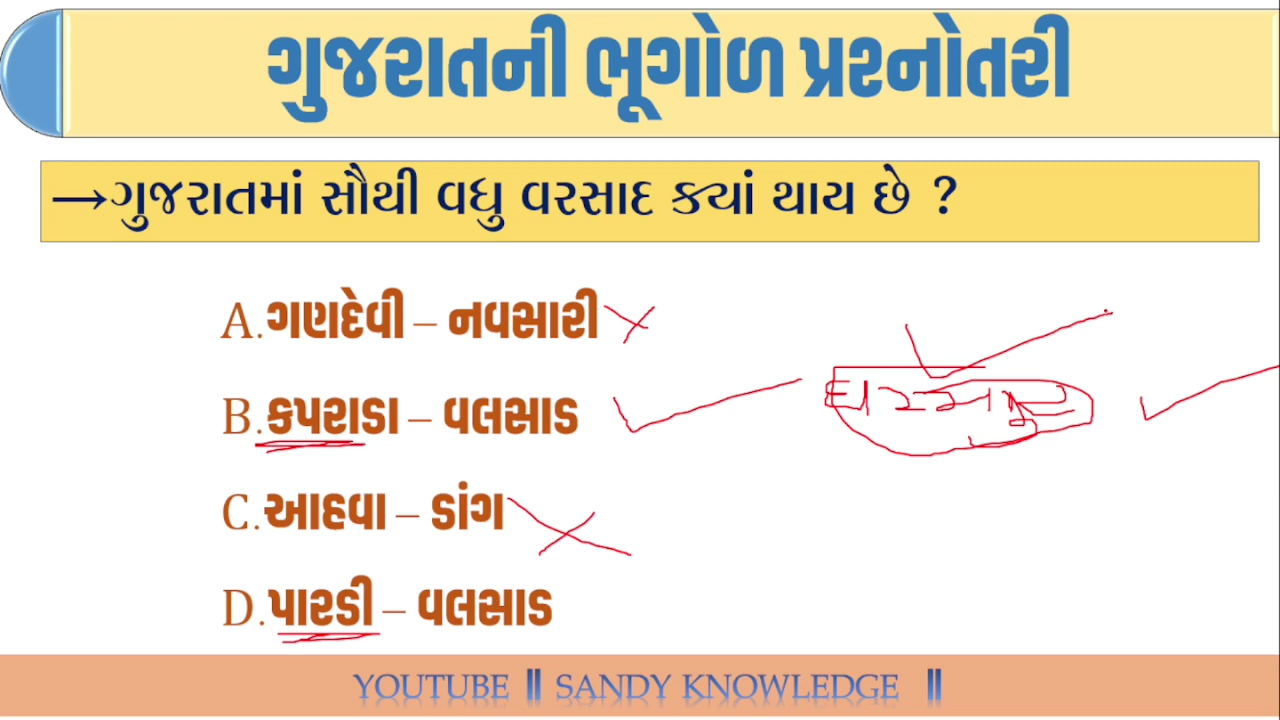 ગુજરાતની ભૂગોળ પ્રશ્નોતરી
→ગુજરાતમાં સૌથી વધુ વરસાદ ક્યાં થાય છે ?
A.ગણદેવી – નવસારી
B.કપરાડા – વલસાડ
C.આહવા – ડાંગ
D.પારડી – વલસાડ
YOUTUBE || SANDY KNOWLEDGE ||